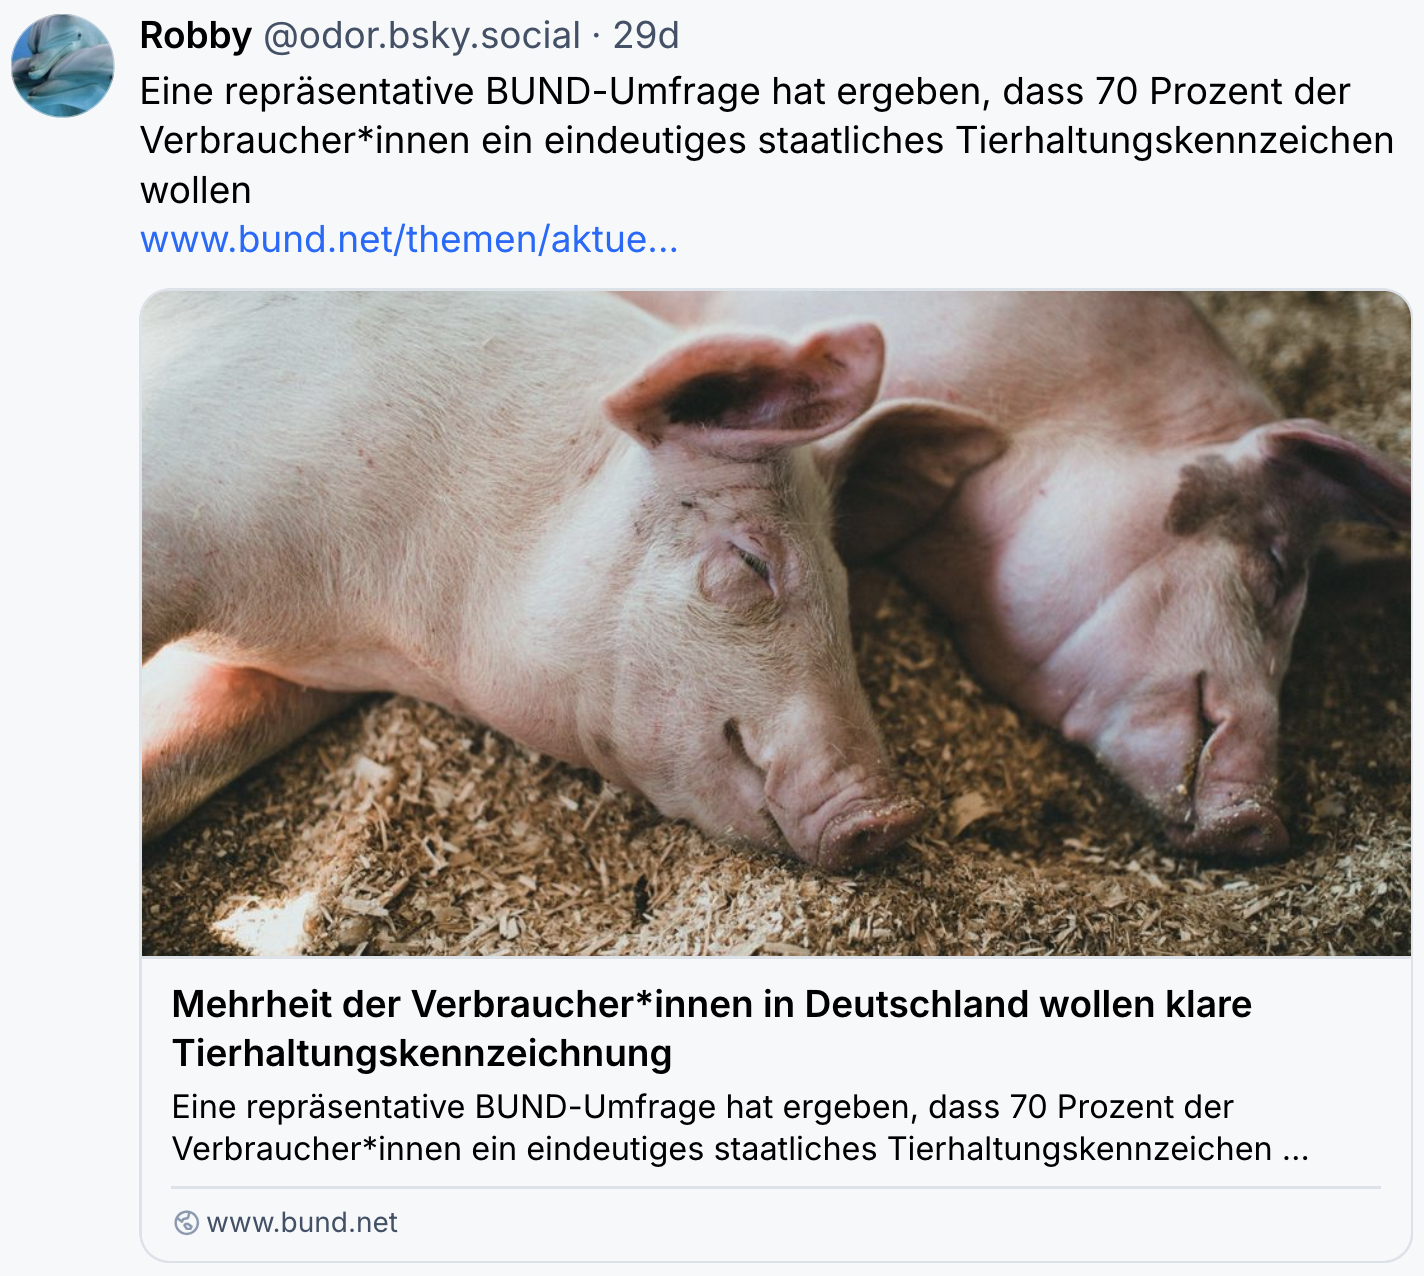 Robby @odor.bsky.social · 29d
Eine repräsentative BUND-Umfrage hat ergeben, dass 70 Prozent der
Verbraucher*innen ein eindeutiges staatliches Tierhaltungskennzeichen
wollen
www.bund.net/themen/aktue...
Mehrheit der Verbraucher*innen in Deutschland wollen klare
Tierhaltungskennzeichnung
Eine repräsentative BUND-Umfrage hat ergeben, dass 70 Prozent der
Verbraucher*innen ein eindeutiges staatliches Tierhaltungskennzeichen ...
www.bund.net